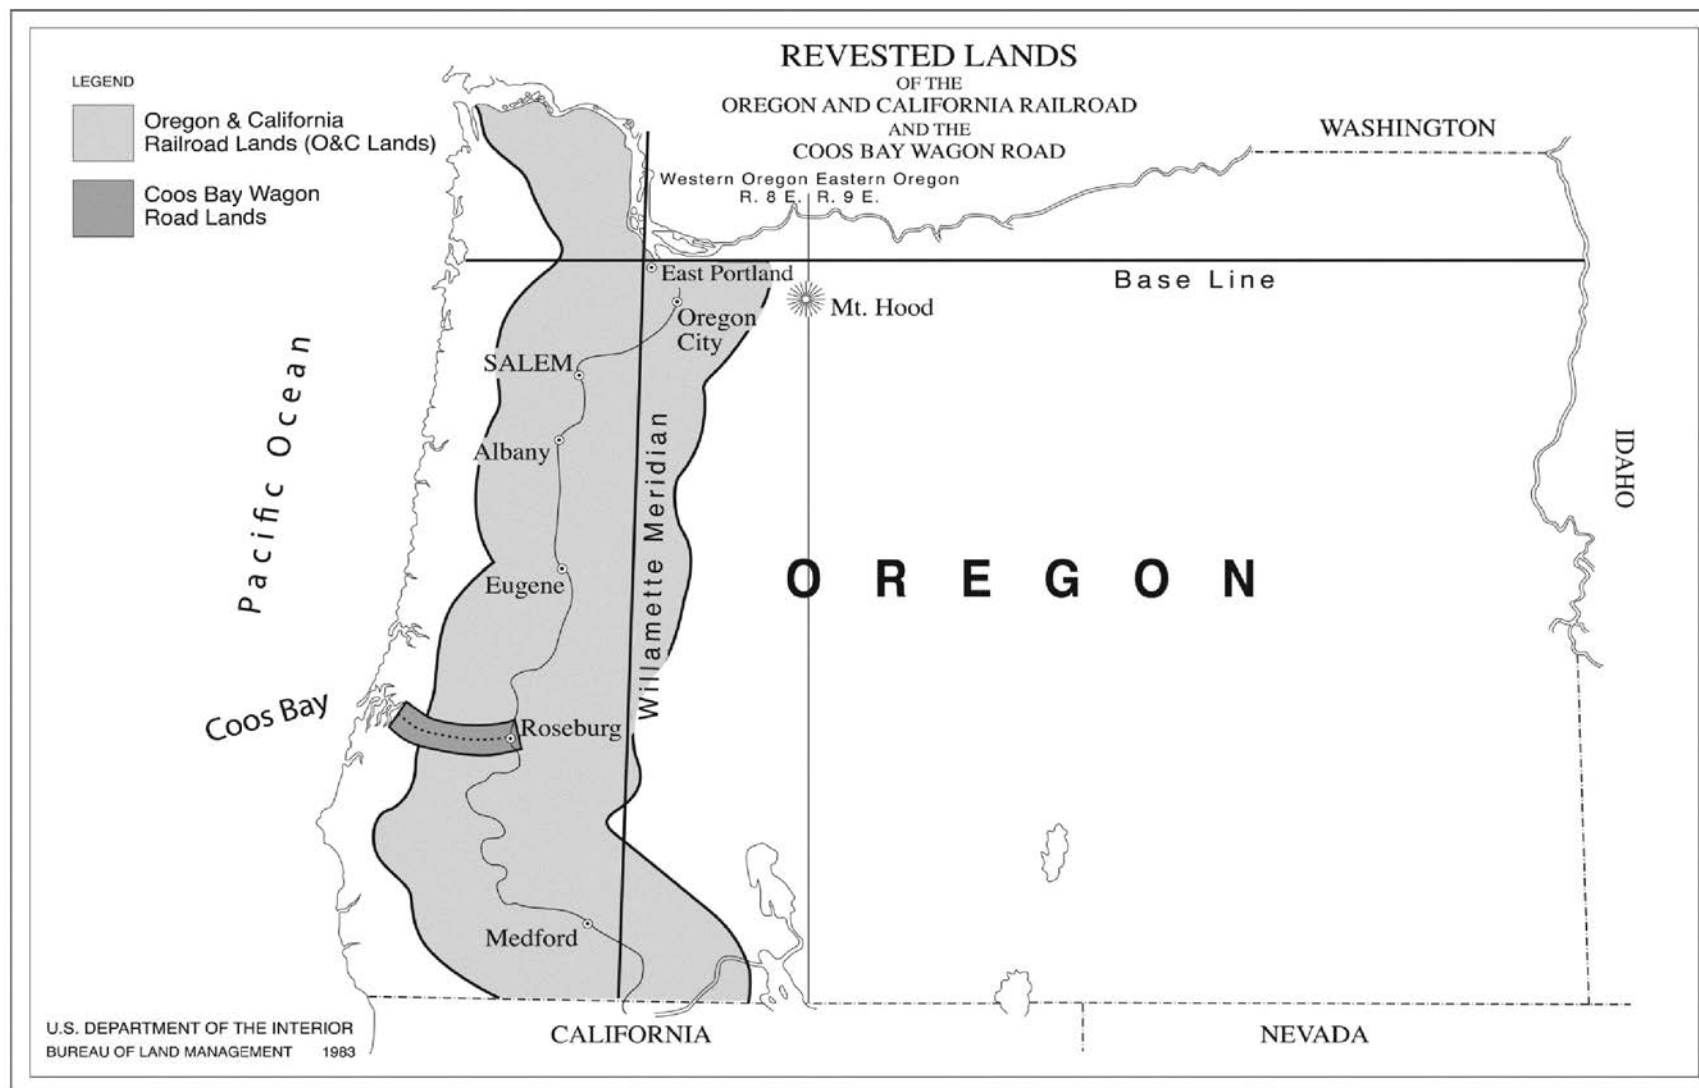 REVESTED LANDS
OF THE
OREGON AND CALIFORNIA RAILROAD
AND THE
COOS BAY WAGON ROAD
LEGEND
Oregon & California
Railroad Lands (O&C Lands)
Coos Bay Wagon
Road Lands
WASHINGTON
Western Oregon Eastern Oregon
R. 8 E. R. 9 E.
Base Line
East Portland
Mt. Hood
Oregon
City
SALEM
Pacific Ocean
Albany
Willamette Meridian
IDAHO
Eugene
OREGON
Coos Bay
Roseburg
Medford
U.S. DEPARTMENT OF THE INTERIOR
BUREAU OF LAND MANAGEMENT 1983
CALIFORNIA
NEVADA